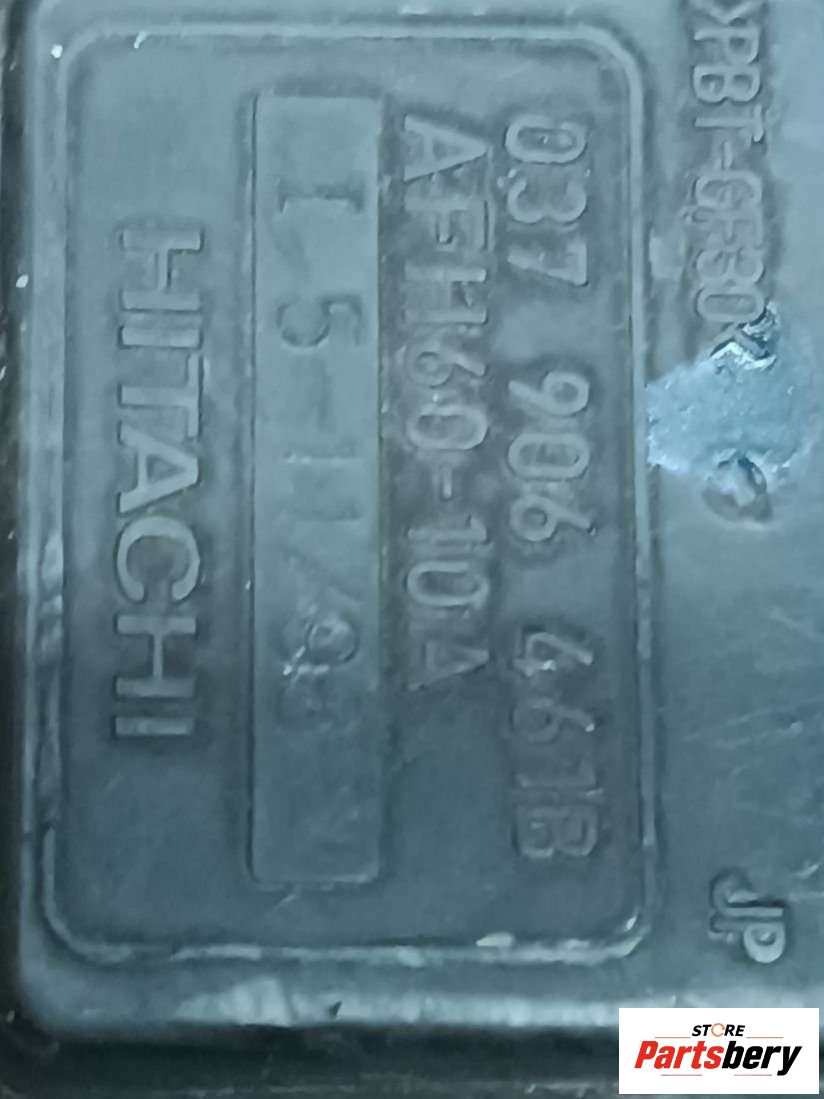 >PBT-GF30
037 906 461B
AFH60-10A
HITACHI
JP
STORE
Partsbery